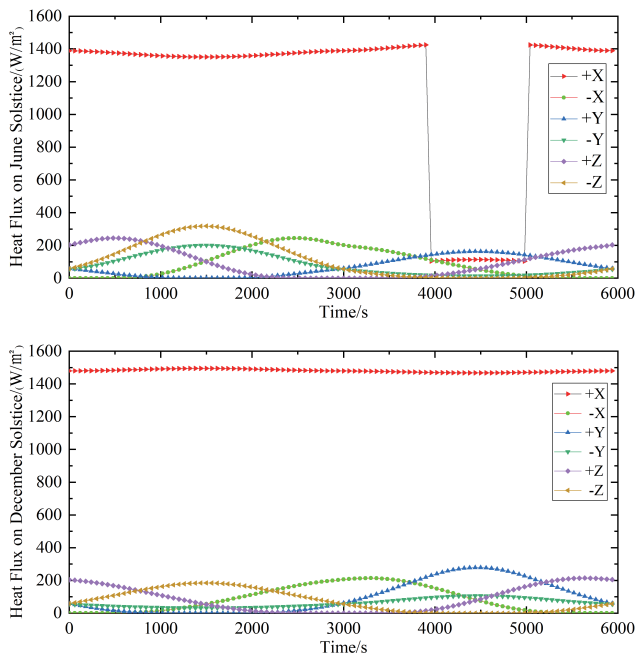 Heat Flux on June Solstice/(W/m²)
1600
1400
1200
1000
800
600
400
200
0
+X
-X
+Y
-Y
+Z
-Z
0 1000 2000 3000 4000 5000 6000
Time/s
Heat Flux on December Solstice/(W/m²)
1600
1400
1200
1000
800
600
400
200
0
+X
-X
+Y
-Y
+Z
-Z
0 1000 2000 3000 4000 5000 6000
Time/s